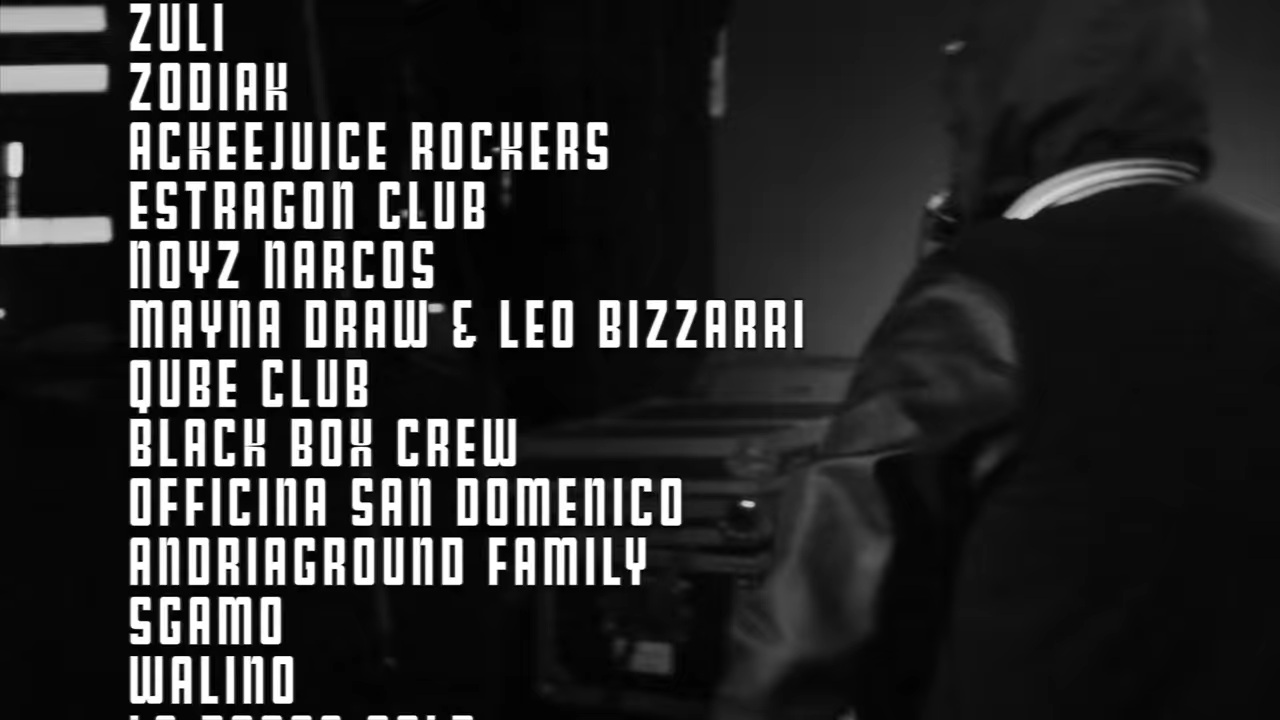 ZULI
ZODIAK
ACKEEJUICE ROCKERS
ESTRAGON CLUB
NOYZ NARCOS
MAYNA DRAW & LEO BIZZARRI
QUBE CLUB
BLACK BOX CREW
OFFICINA SAN DOMENICO
ANDRIAGROUND FAMILY
SGAMO
WALINO